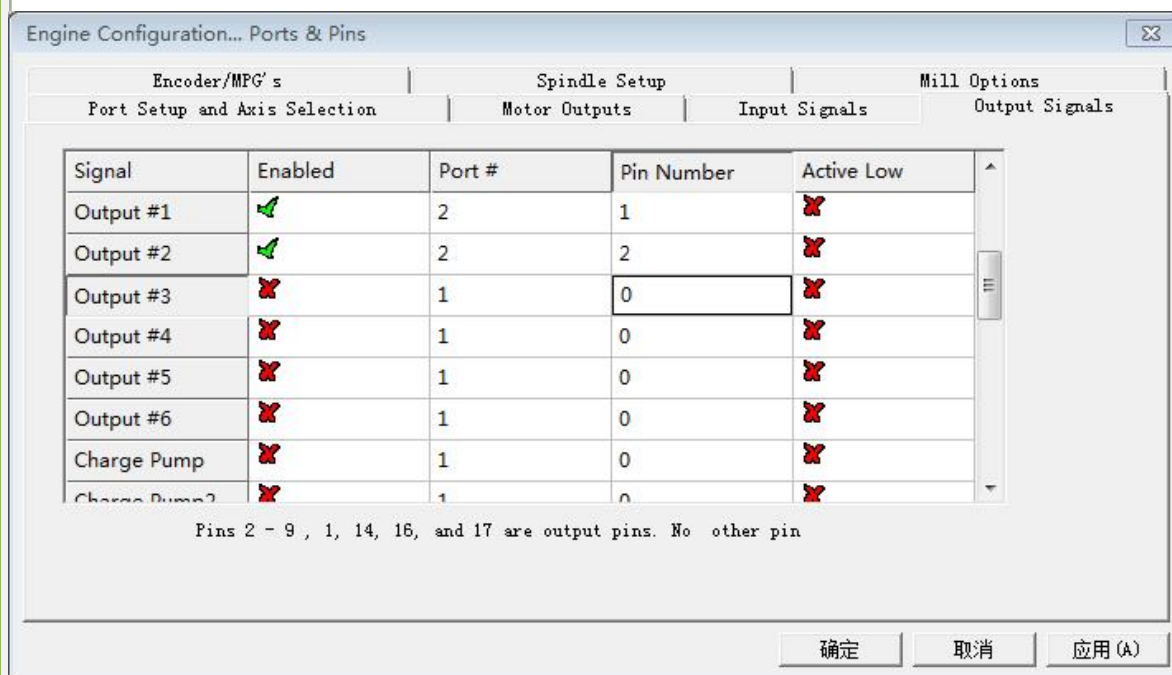 Engine Configuration... Ports & Pins
Encoder/MPG's Spindle Setup Mill Options
Port Setup and Axis Selection Motor Outputs Input Signals Output Signals
Signal Enabled Port # Pin Number Active Low
Output #1 2 1
Output #2 2 2
Output #3 1 0
Output #4 1 0
Output #5 1 0
Output #6 1 0
Charge Pump 1 0
Charge Pump2 1 0
Pins 2 - 9 , 1, 14, 16, and 17 are output pins. No other pin
确定 取消 应用(A)